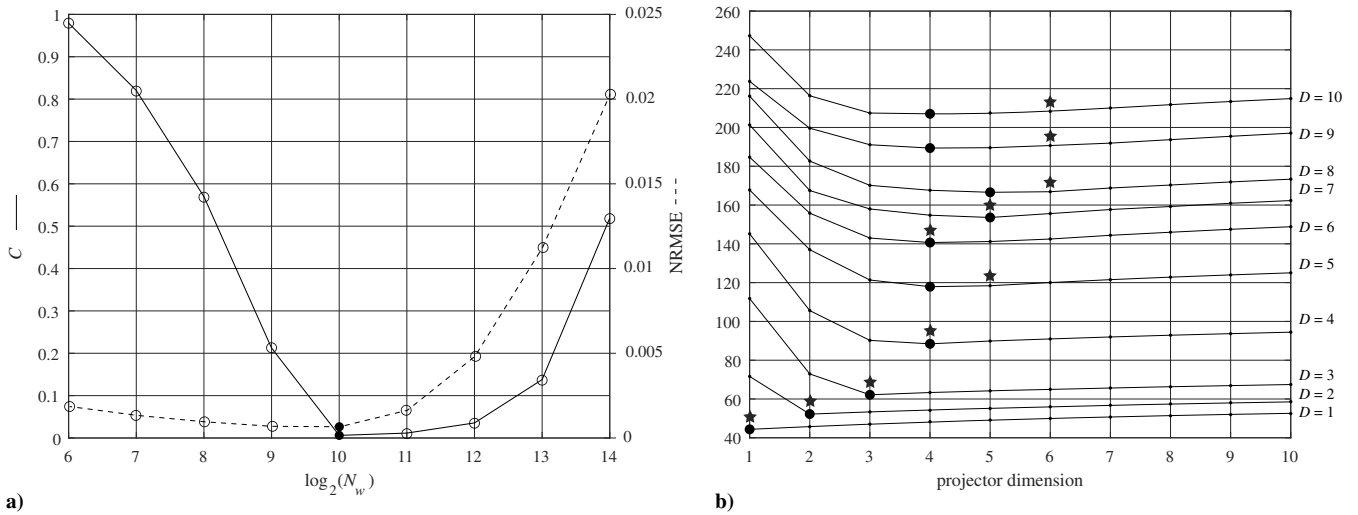 1
0.9
0.8
0.7
0.6
0.5
0.4
0.3
0.2
0.1
0
C
6 7 8 9 10 11 12 13 14
log2(Nw)
0.025
0.02
0.015
0.01
0.005
0
NRMSE
a)
260
240
220
200
180
160
140
120
100
80
60
40
1 2 3 4 5 6 7 8 9 10
projector dimension
D = 10
D = 9
D = 8
D = 7
D = 6
D = 5
D = 4
D = 3
D = 2
D = 1
b)